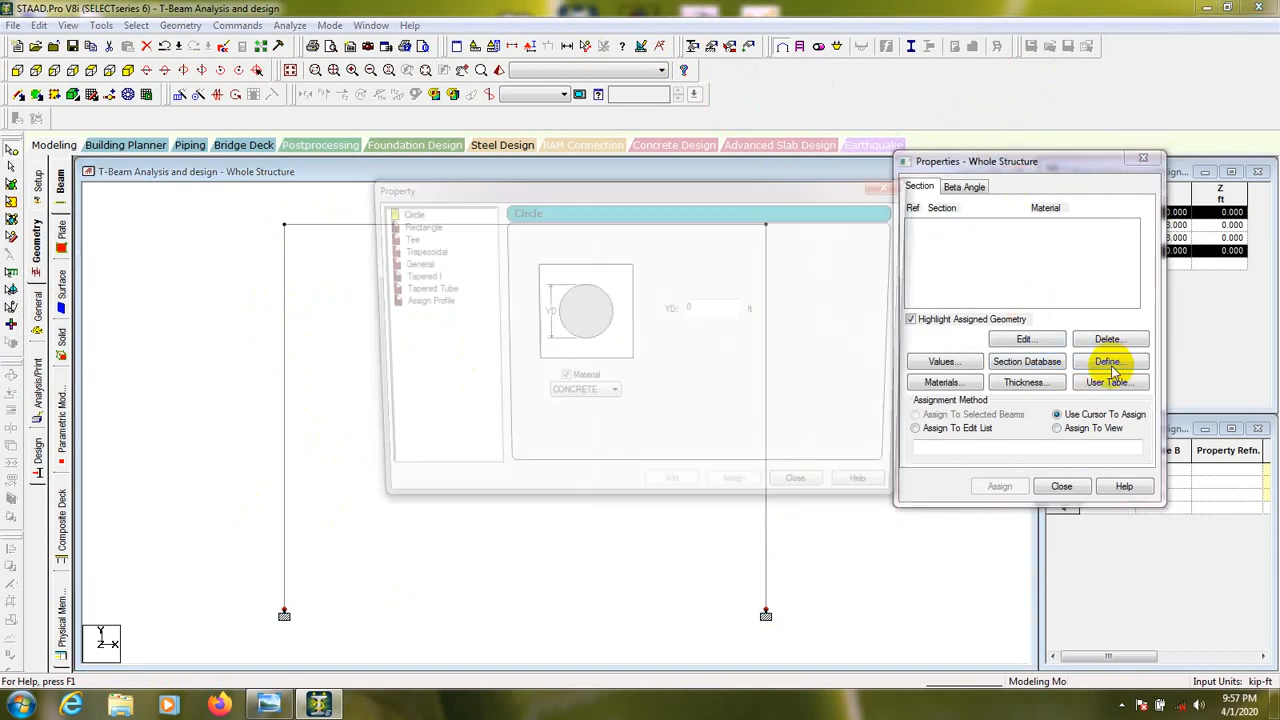 STAAD.Pro V8i (SELECTseries 6) - T-Beam Analysis and design
File Edit View Tools Select Geometry Commands Analyze Mode Window Help
Modeling Building Planner Piping Bridge Deck Postprocessing Foundation Design Steel Design RAM Connection Concrete Design Advanced Slab Design Earthquake
T-Beam Analysis and design - Whole Structure
Setup
Geometry
General
Analysis/Print
Design
Beam
Plate
Surface
Solid
Parametric Mod...
Composite Deck
Physical Mem...
Property
Circle
Rectangle
Tee
Trapezoidal
General
Tapered I
Tapered Tube
Assign Profile
Circle
YD
YD: 0 ft
Material
CONCRETE
Add Assign Close Help
Properties - Whole Structure
Section Beta Angle
Ref Section Material
Highlight Assigned Geometry
Edit... Delete...
Values... Section Database Define...
Materials... Thickness... User Table...
Assignment Method
Assign To Selected Beams Use Cursor To Assign
Assign To Edit List Assign To View
Assign Close Help
Z
ft
0.000
0.000
0.000
0.000
Property Refn.
Y
Z X
For Help, press F1
Modeling Mo
Input Units: kip-ft
9:57 PM
4/1/2020